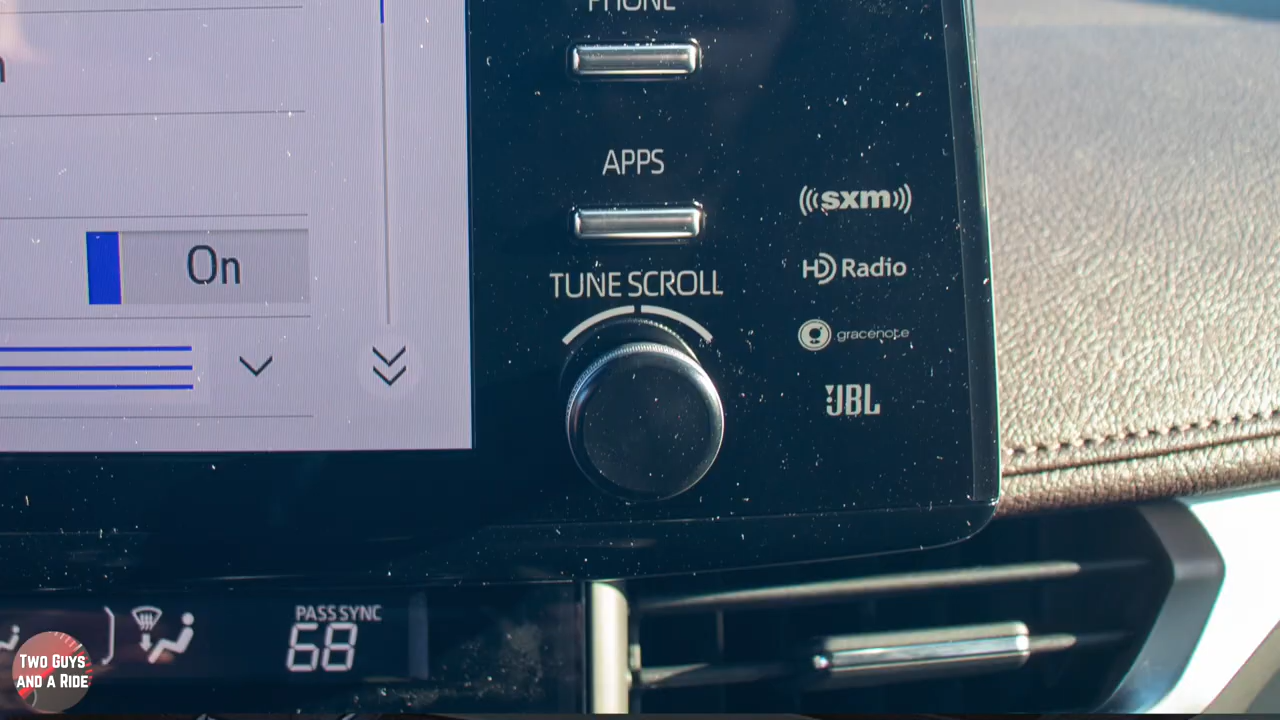 PHONE
APPS
TUNE SCROLL
On
sxm
HD Radio
gracenote
JBL
PASS SYNC
68
TWO GUYS
AND A RIDE